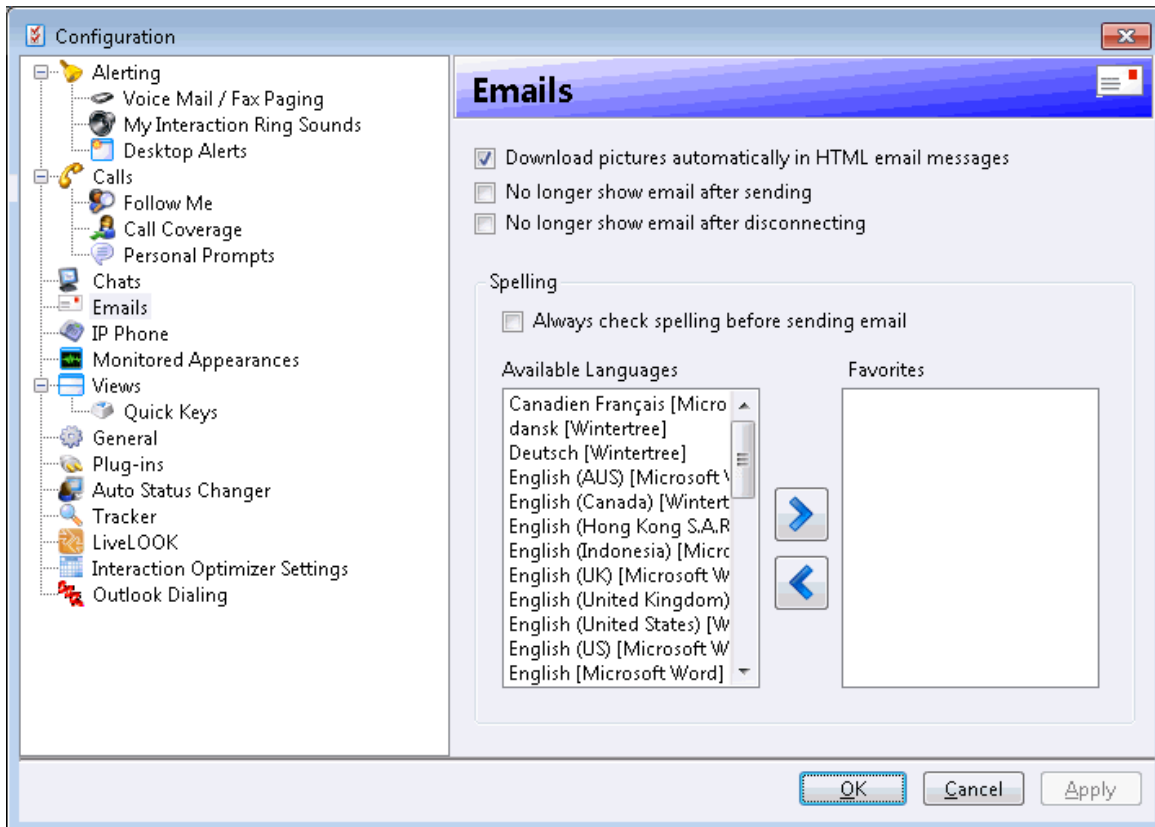 Configuration
Alerting
Voice Mail / Fax Paging
My Interaction Ring Sounds
Desktop Alerts
Calls
Follow Me
Call Coverage
Personal Prompts
Chats
Emails
IP Phone
Monitored Appearances
Views
Quick Keys
General
Plug-ins
Auto Status Changer
Tracker
LiveLOOK
Interaction Optimizer Settings
Outlook Dialing
Emails
Download pictures automatically in HTML email messages
No longer show email after sending
No longer show email after disconnecting
Spelling
Always check spelling before sending email
Available Languages
Canadien Français [Micro
dansk [Wintertree]
Deutsch [Wintertree]
English (AUS) [Microsoft
English (Canada) [Wintert
English (Hong Kong S.A.R
English (Indonesia) [Micro
English (UK) [Microsoft W
English (United Kingdom)
English (United States) [W
English (US) [Microsoft W
English [Microsoft Word]
Favorites
OK
Cancel
Apply